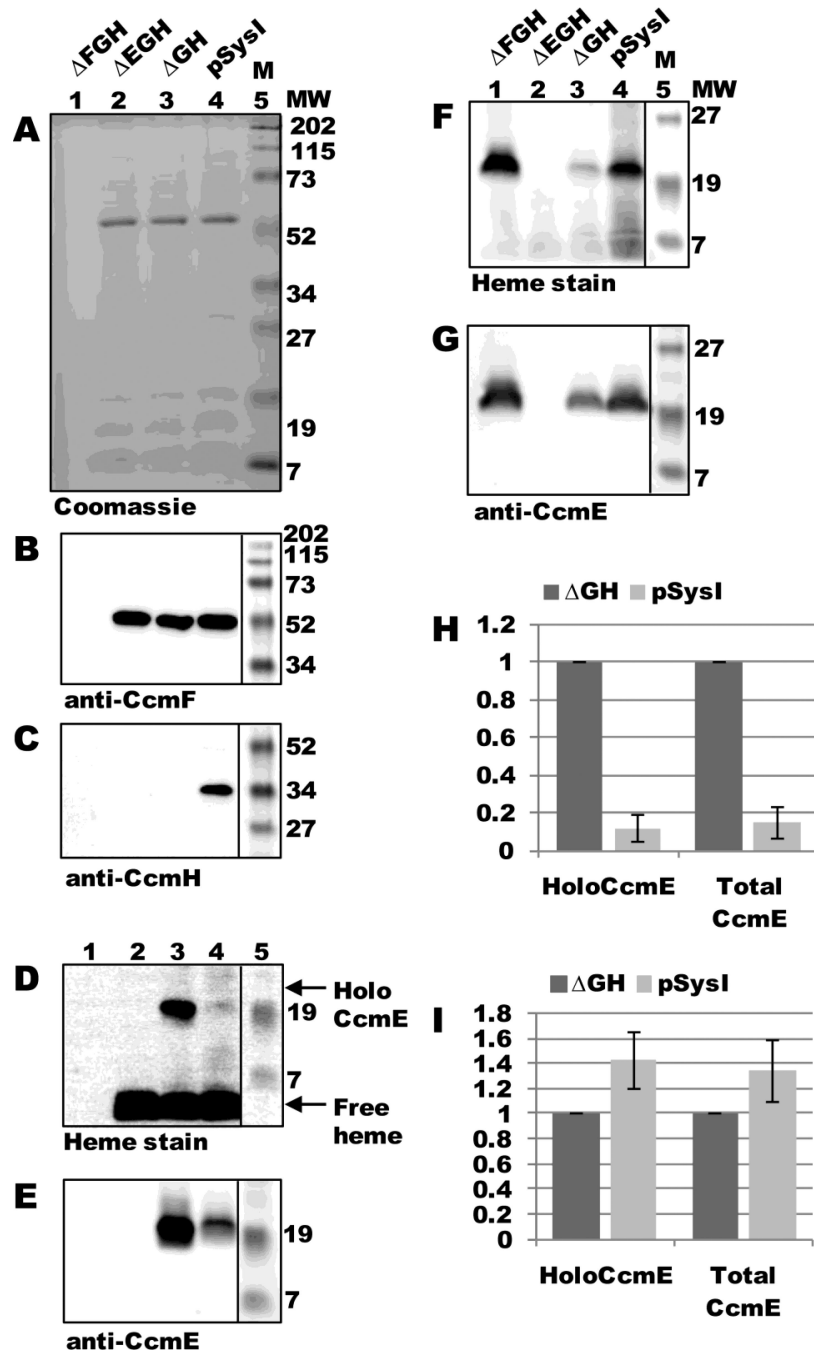 ΔFGH ΔEGH ΔGH pSysI M
1 2 3 4 5 MW
A
202
115
73
52
34
27
19
7
Coomassie
B
202
115
73
52
34
anti-CcmF
C
52
34
27
anti-CcmH
1 2 3 4 5
D
Holo
CcmE
19
7
Free
heme
Heme stain
E
19
7
anti-CcmE
ΔFGH ΔEGH ΔGH pSysI M
1 2 3 4 5 MW
F
27
19
7
Heme stain
G
27
19
7
anti-CcmE
ΔGH pSysI
H
1.2
1
0.8
0.6
0.4
0.2
0
HoloCcmE Total
CcmE
ΔGH pSysI
I
1.8
1.6
1.4
1.2
1
0.8
0.6
0.4
0.2
0
HoloCcmE Total
CcmE